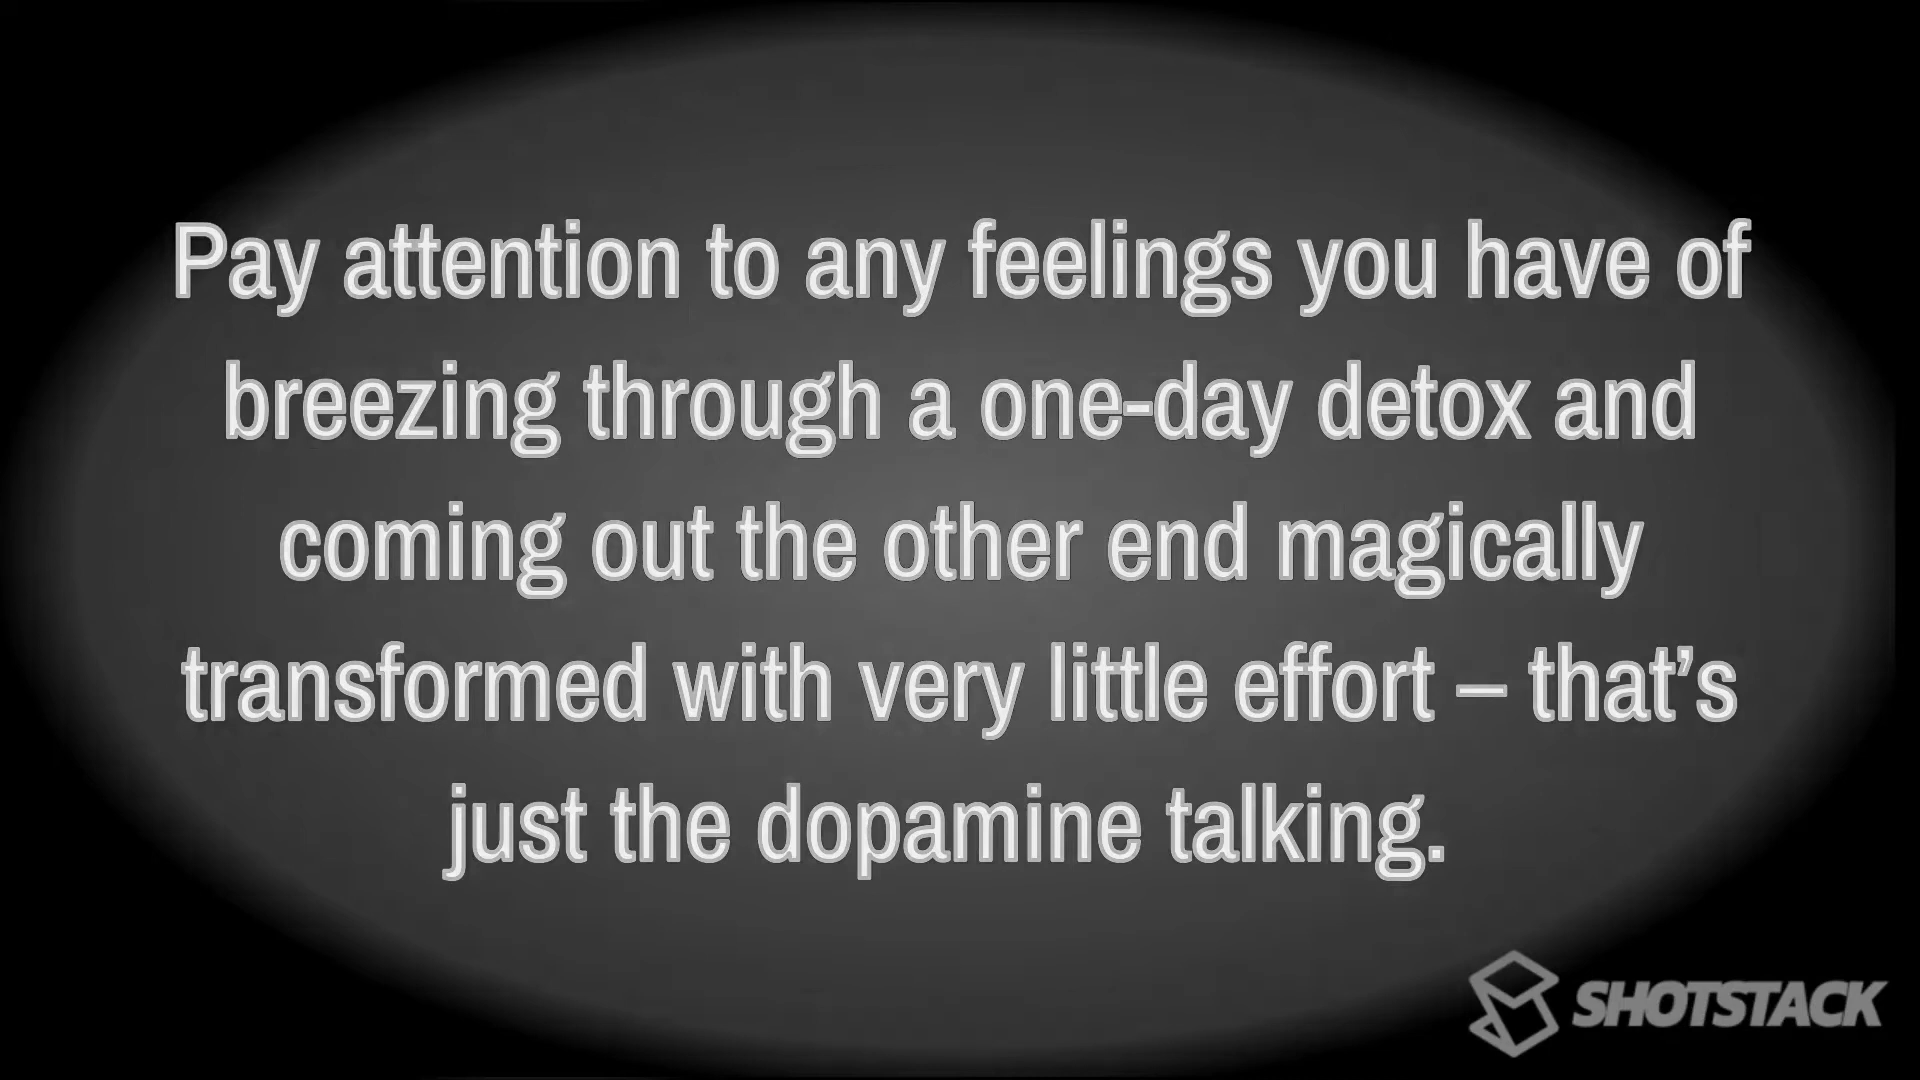 Pay attention to any feelings you have of
breezing through a one-day detox and
coming out the other end magically
transformed with very little effort – that’s
just the dopamine talking.
SHOTSTACK